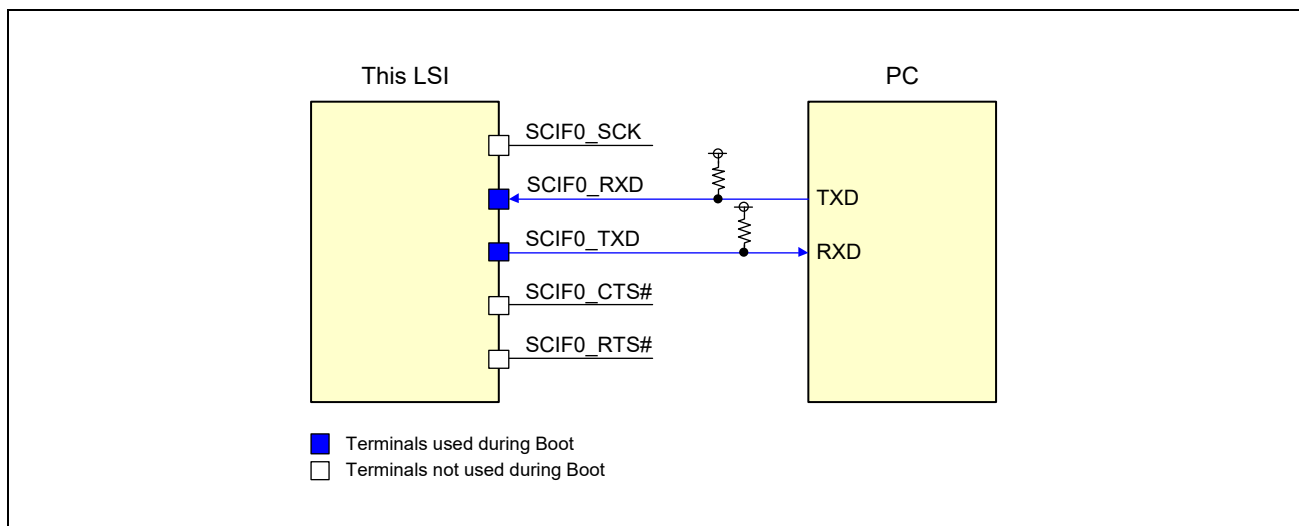 This LSI
PC
SCIF0_SCK
SCIF0_RXD
TXD
SCIF0_TXD
RXD
SCIF0_CTS#
SCIF0_RTS#
Terminals used during Boot
Terminals not used during Boot